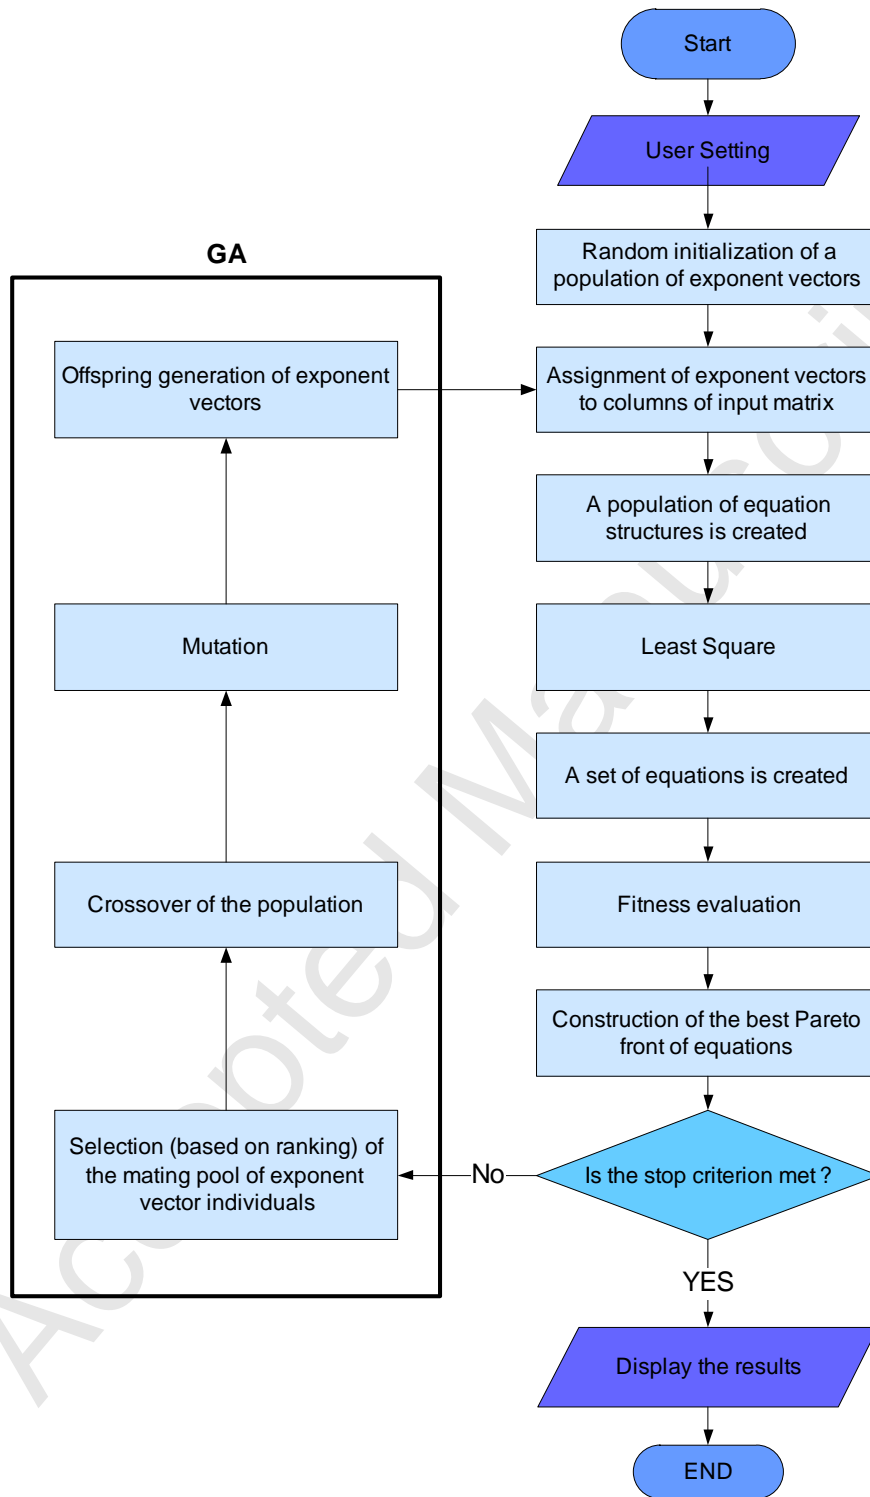 Start
User Setting
Random initialization of a
population of exponent vectors
GA
Offspring generation of exponent
vectors
Assignment of exponent vectors
to columns of input matrix
A population of equation
structures is created
Mutation
Least Square
A set of equations is created
Crossover of the population
Fitness evaluation
Construction of the best Pareto
front of equations
Selection (based on ranking) of
the mating pool of exponent
vector individuals
No
Is the stop criterion met ?
YES
Display the results
END
Accepted Manuscri